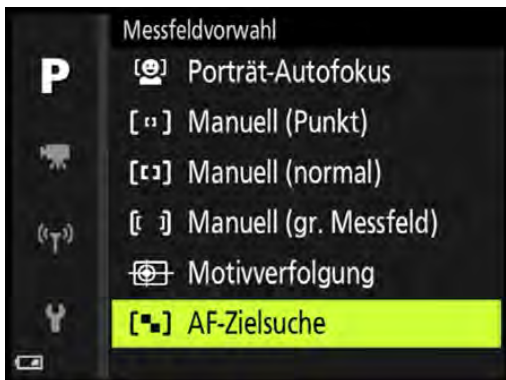 Messfeldvorwahl
P
Porträt-Autofokus
Manuell (Punkt)
Manuell (normal)
Manuell (gr. Messfeld)
Motivverfolgung
AF-Zielsuche